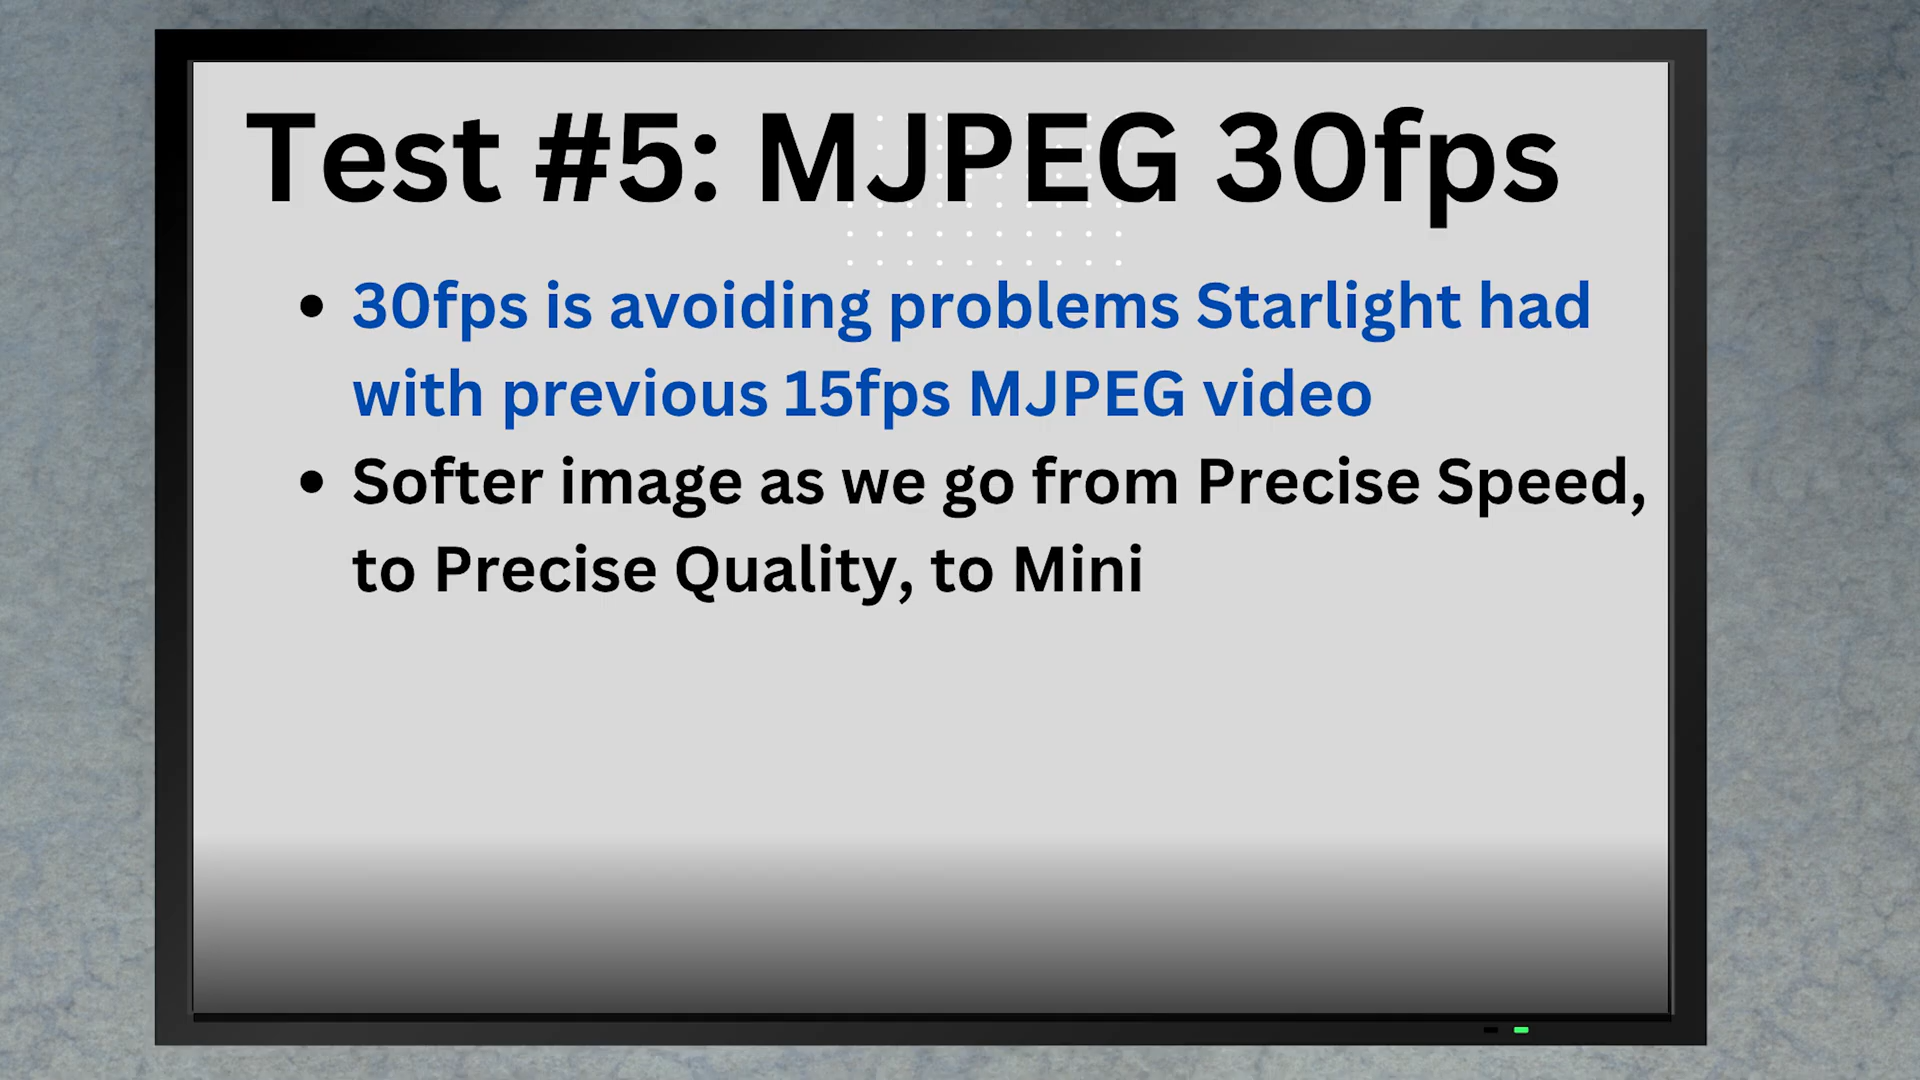 Test #5: MJPEG 30fps
• 30fps is avoiding problems Starlight had
with previous 15fps MJPEG video
• Softer image as we go from Precise Speed,
to Precise Quality, to Mini